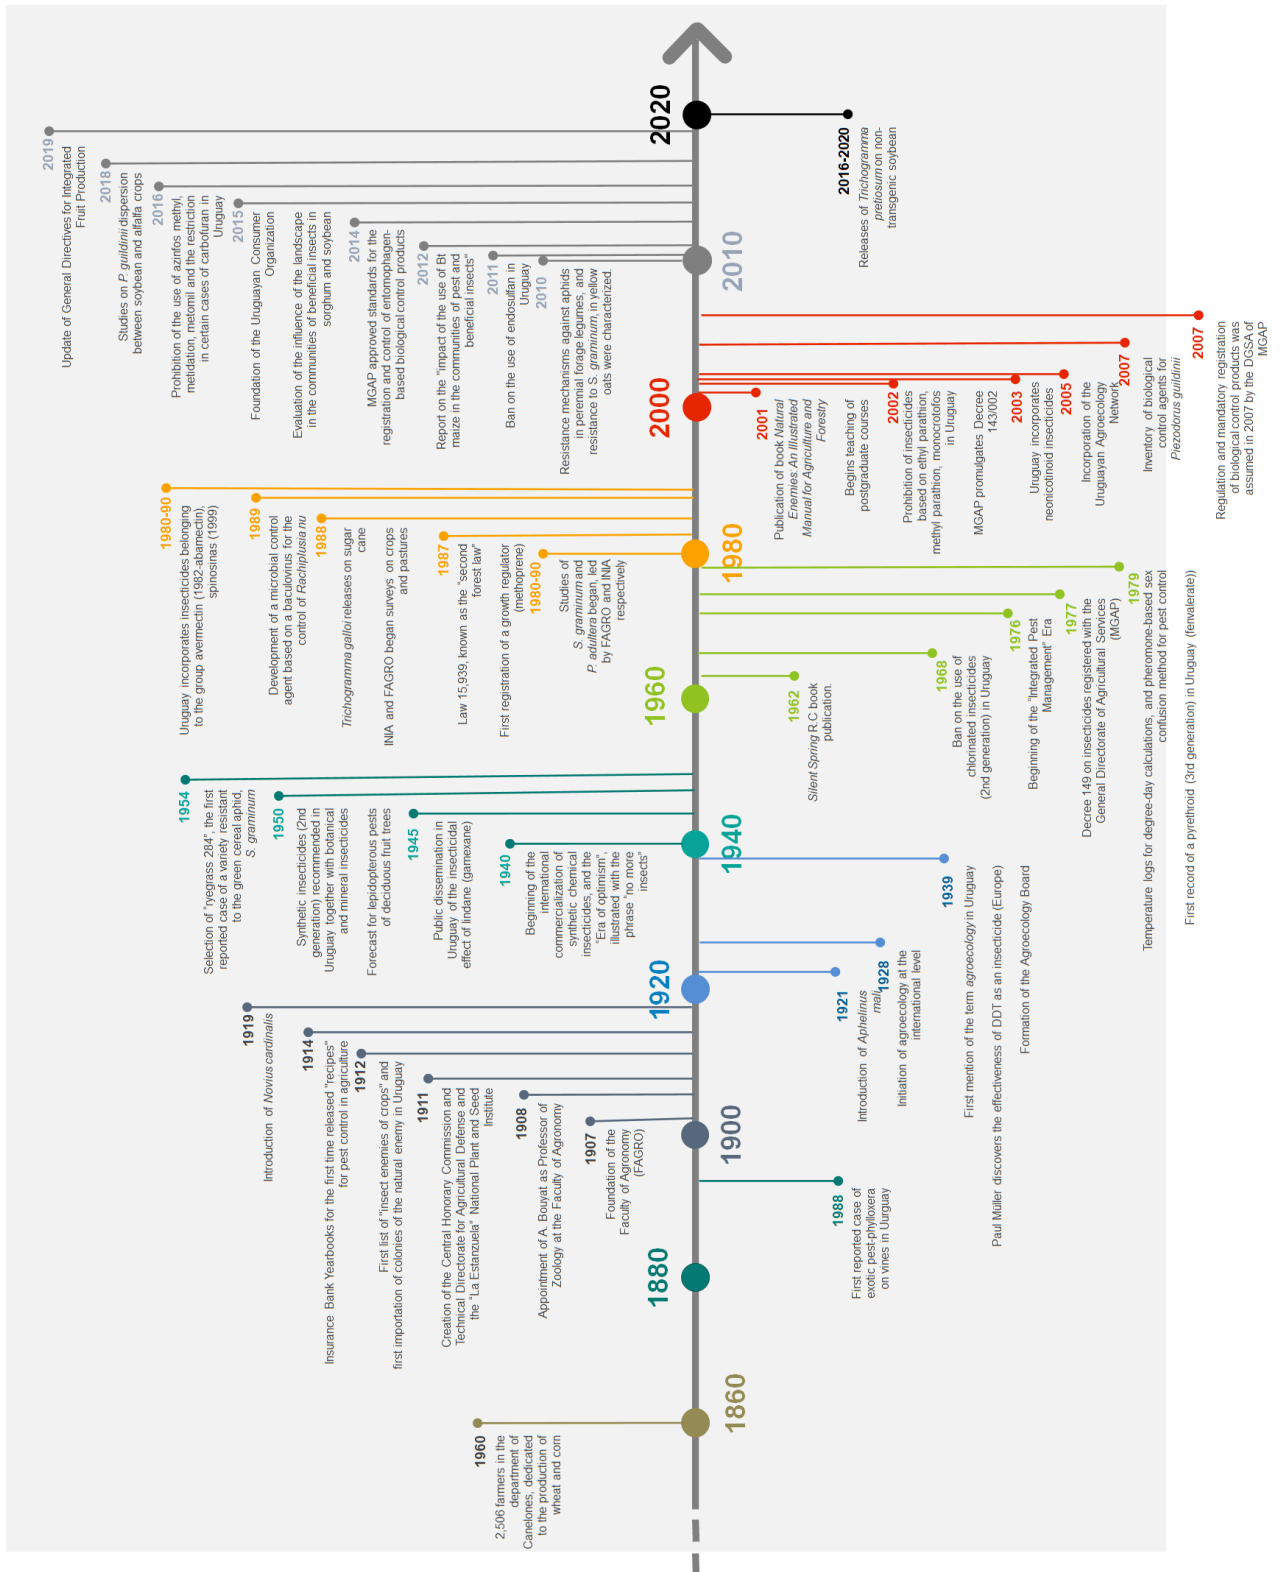 2019
Update of General Directives for Integrated
Fruit Production
2018
Studies on P. guildinii dispersion
between soybean and alfalfa crops
2016
Prohibition of the use of azinfos methyl,
metidation, metomil and the restriction
in certain cases of carbofuran in
Uruguay
2015
Foundation of the Uruguayan Consumer
Organization
Evaluation of the influence of the landscape
in the communities of beneficial insects in
sorghum and soybean
2014
MGAP approved standards for the
registration and control of entomophagen-
based biological control products
2012
Report on the "impact of the use of Bt
maize in the communities of pest and
beneficial insects"
2011
Ban on the use of endosulfan in
Uruguay
2010
Resistance mechanisms against aphids
in perennial forage legumes, and
resistance to S. graminum, in yellow
oats were characterized.
1980-90
Uruguay incorporates insecticides belonging
to the group avermectin (1982-abamectin),
spinosinas (1999)
1989
Development of a microbial control
agent based on a baculovirus for the
control of Rachiplusia nu
1988
Trichogramma galloi releases on sugar
cane
INIA and FAGRO began surveys on crops
and pastures
1987
Law 15,939, known as the "second
forest law"
First registration of a growth regulator
(methoprene)
1980-90
Studies of
S. graminum and
P. adultera began, led
by FAGRO and INIA
respectively
1954
Selection of "ryegrass 284", the first
reported case of a variety resistant
to the green cereal aphid,
S. graminum
1950
Synthetic insecticides (2nd
generation) recommended in
Uruguay together with botanical
and mineral insecticides
Forecast for lepidopterous pests
of deciduous fruit trees
1945
Public dissemination in
Uruguay of the insecticidal
effect of lindane (gamexane)
1940
Beginning of the
international
commercialization of
synthetic chemical
insecticides, and the
"Era of optimism",
illustrated with the
phrase "no more
insects"
1919
Introduction of Novius cardinalis
1914
Insurance Bank Yearbooks for the first time released "recipes"
for pest control in agriculture
1912
First list of "insect enemies of crops" and
first importation of colonies of the natural enemy in Uruguay
1911
Creation of the Central Honorary Commission and
Technical Directorate for Agricultural Defense and
the "La Estanzuela" National Plant and Seed
Institute
1908
Appointment of A. Bouyat as Professor of
Zoology at the Faculty of Agronomy
1907
Foundation of the
Faculty of Agronomy
(FAGRO)
1960
2,506 farmers in the
department of
Canelones, dedicated
to the production of
wheat and corn
1860
1880
1900
1920
1940
1960
1980
2000
2010
2020
1988
First reported case of
exotic pest-phylloxera
on vines in Uurguay
1921
Introduction of Aphelinus
mali
1928
Initiation of agroecology at the
international level
1939
First mention of the term agroecology in Uruguay
Paul Müller discovers the effectiveness of DDT as an insecticide (Europe)
Formation of the Agroecology Board
1962
Silent Spring R.C book
publication.
1968
Ban on the use of
chlorinated insecticides
(2nd generation) in Uruguay
1976
Beginning of the "Integrated Pest
Management" Era
1977
Decree 149 on insecticides registered with the
General Directorate of Agricultural Services
(MGAP)
1979
Temperature logs for degree-day calculations, and pheromone-based sex
confusion method for pest control
First record of a pyrethroid (3rd generation) in Uruguay (fenvalerate))
2001
Publication of book Natural
Enemies: An Illustrated
Manual for Agriculture and
Forestry
Begins teaching of
postgraduate courses
2002
Prohibition of insecticides
based on ethyl parathion,
methyl parathion, monocrotofos
in Uruguay
MGAP promulgates Decree
143/002
2003
Uruguay incorporates
neonicotinoid insecticides
2005
Incorporation of the
Uruguayan Agroecology
Network
2007
Inventory of biological
control agents for
Piezodorus guildinii
2007
Regulation and mandatory registration
of biological control products was
assumed in 2007 by the DGSA of
MGAP
2016-2020
Releases of Trichogramma
pretiosum on non-
transgenic soybean